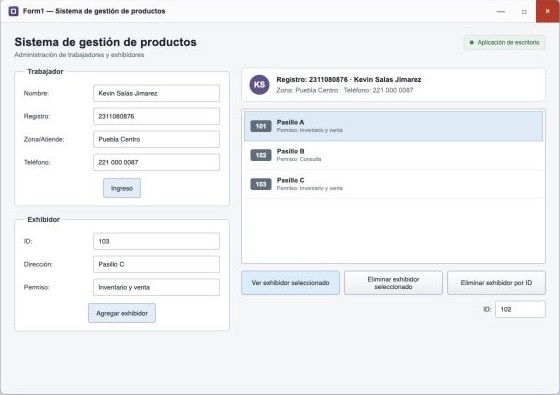 Form1 — Sistema de gestión de productos
Sistema de gestión de productos
Administración de trabajadores y exhibidores
Aplicación de escritorio
Trabajador
Nombre: Kevin Salas Jimarez
Registro: 2311080876
Zona/Atiende: Puebla Centro
Teléfono: 221 000 0087
Ingreso
Exhibidor
ID: 103
Dirección: Pasillo C
Permiso: Inventario y venta
Agregar exhibidor
KS
Registro: 2311080876 · Kevin Salas Jimarez
Zona: Puebla Centro · Teléfono: 221 000 0087
101 Pasillo A
Permiso: Inventario y venta
102 Pasillo B
Permiso: Consulta
103 Pasillo C
Permiso: Inventario y venta
Ver exhibidor seleccionado
Eliminar exhibidor
seleccionado
Eliminar exhibidor por ID
ID: 102